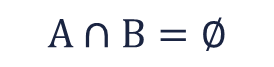 A ∩ B = ∅